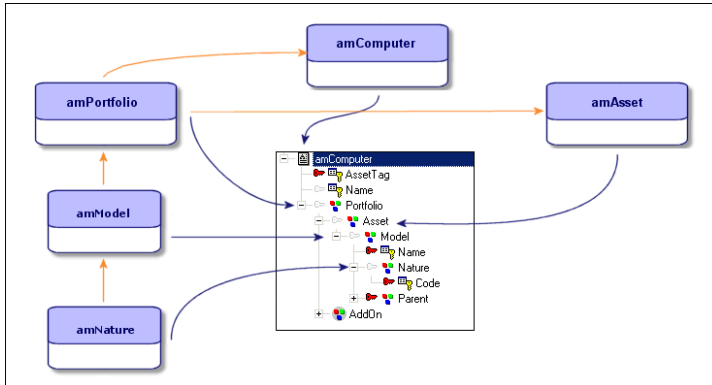 amComputer
amPortfolio
amAsset
amModel
amNature
amComputer
AssetTag
Name
Portfolio
Asset
Model
Name
Nature
Code
Parent
AddOn